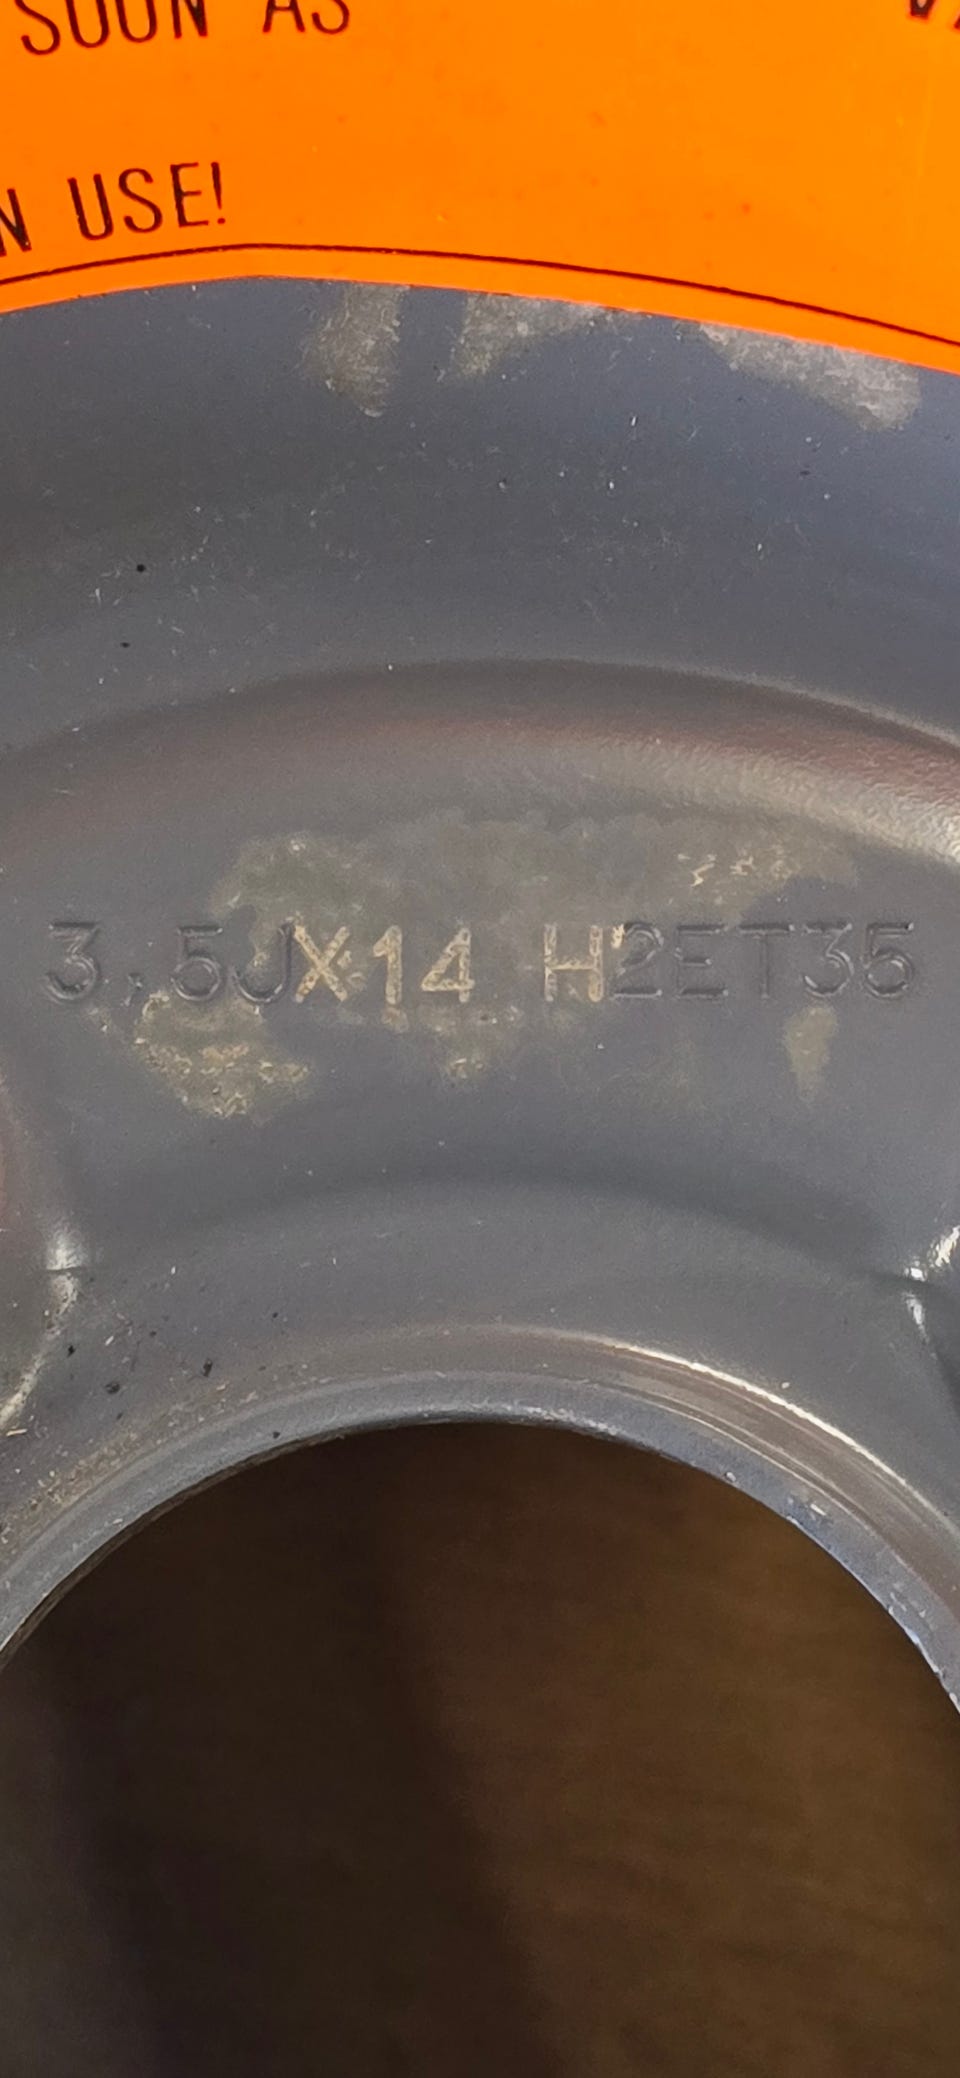 SOON AS
N USE!
3.5JX14 H2ET35